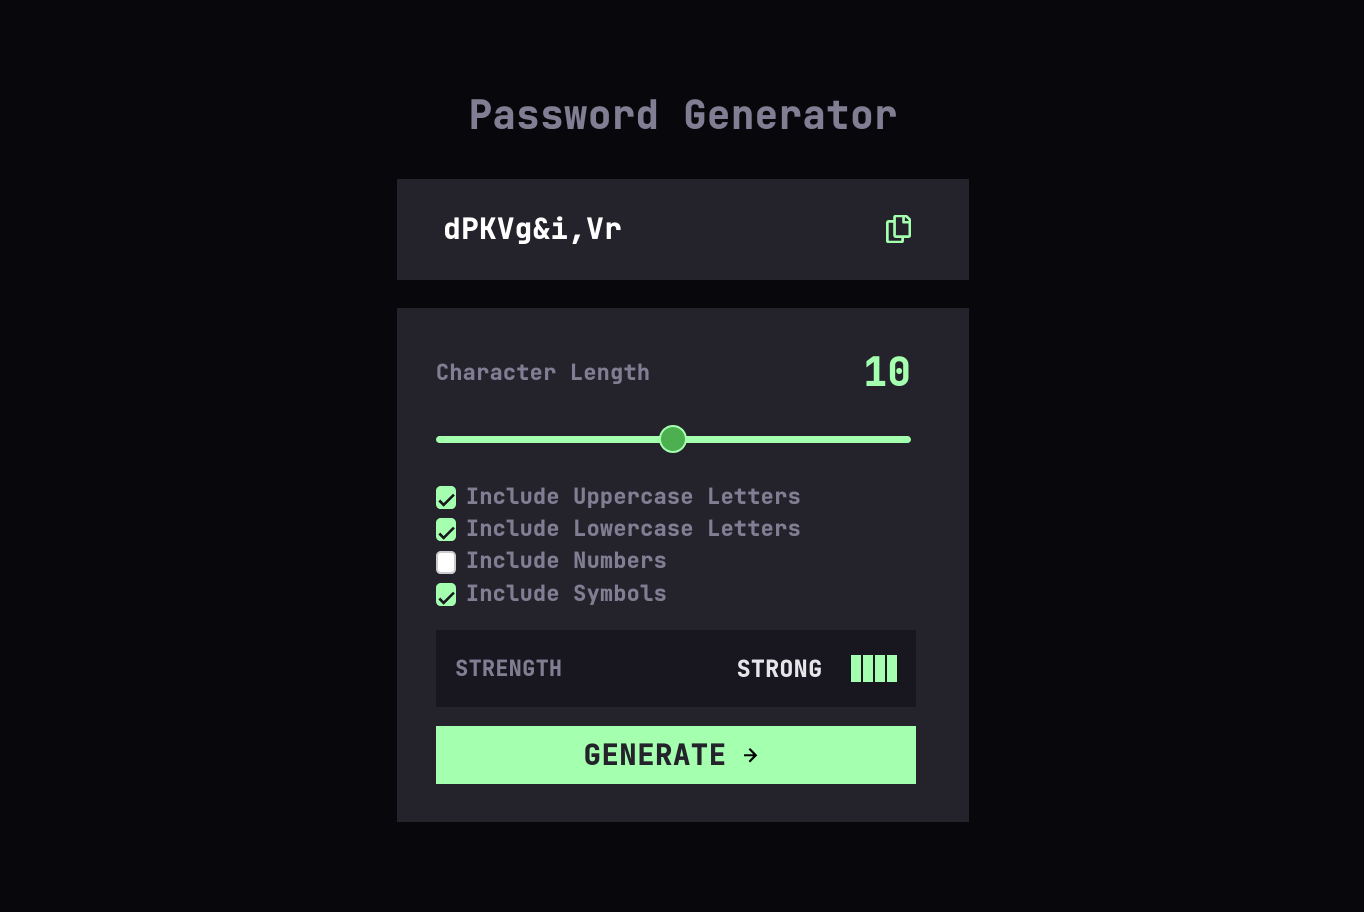 Password Generator
dPKVg&i,Vr
Character Length 10
Include Uppercase Letters
Include Lowercase Letters
Include Numbers
Include Symbols
STRENGTH STRONG
GENERATE →